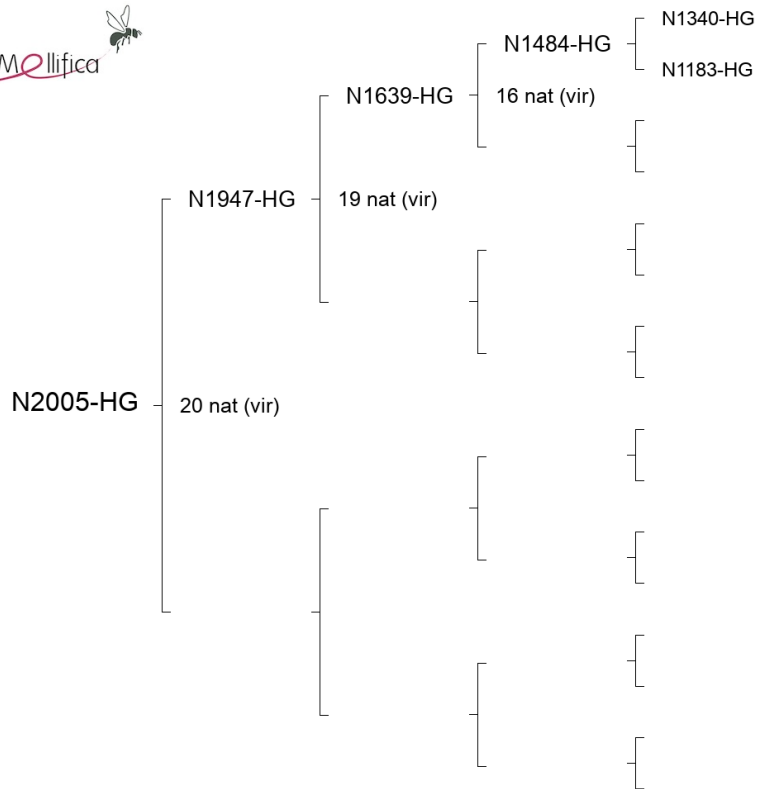 Mellifica
N1340-HG
N1484-HG
N1183-HG
N1639-HG
16 nat (vir)
N1947-HG
19 nat (vir)
N2005-HG
20 nat (vir)